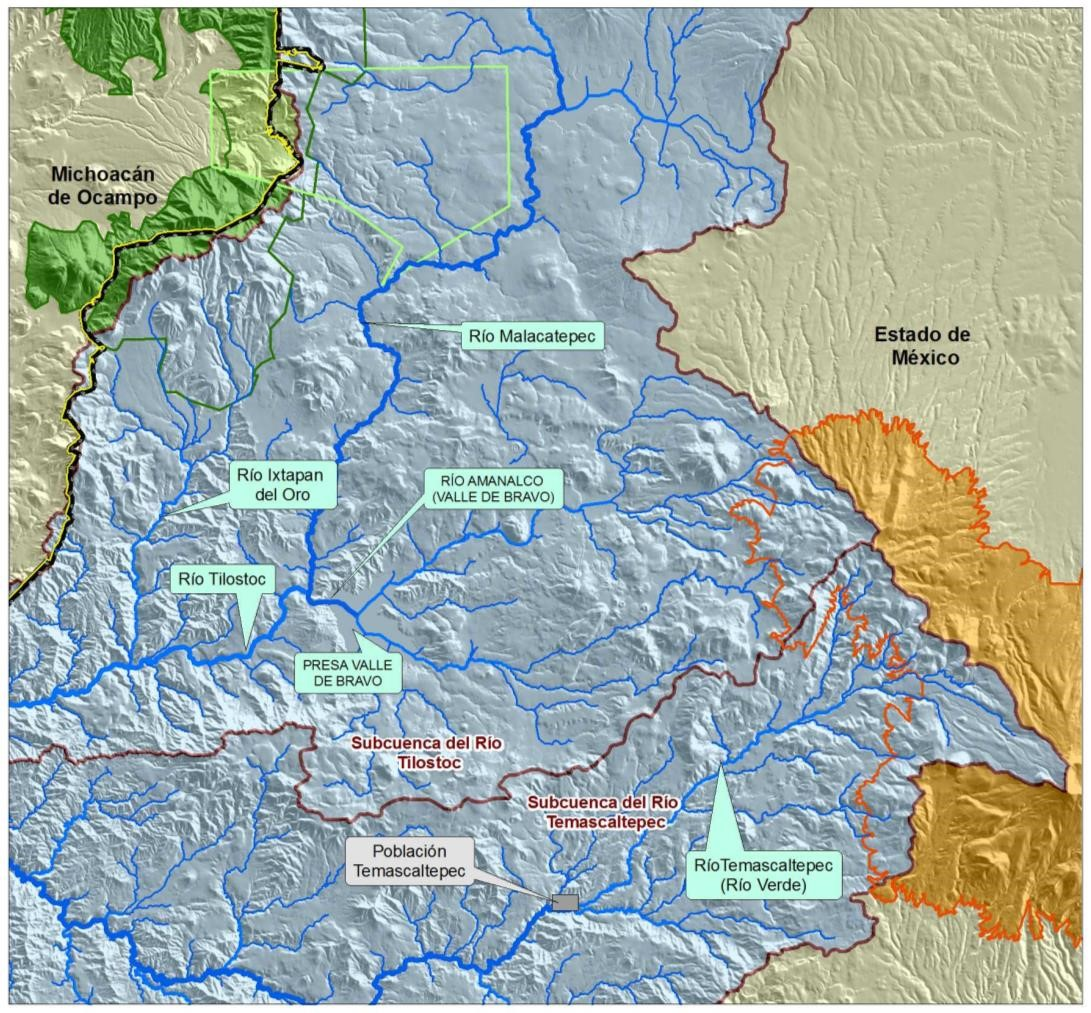 Michoacán
de Ocampo
Río Malacatepec
Estado de
México
Río Ixtapan
del Oro
RÍO AMANALCO
(VALLE DE BRAVO)
Río Tilostoc
PRESA VALLE
DE BRAVO
Subcuenca del Río
Tilostoc
Subcuenca del Río
Temascaltepec
Población
Temascaltepec
RíoTemascaltepec
(Río Verde)